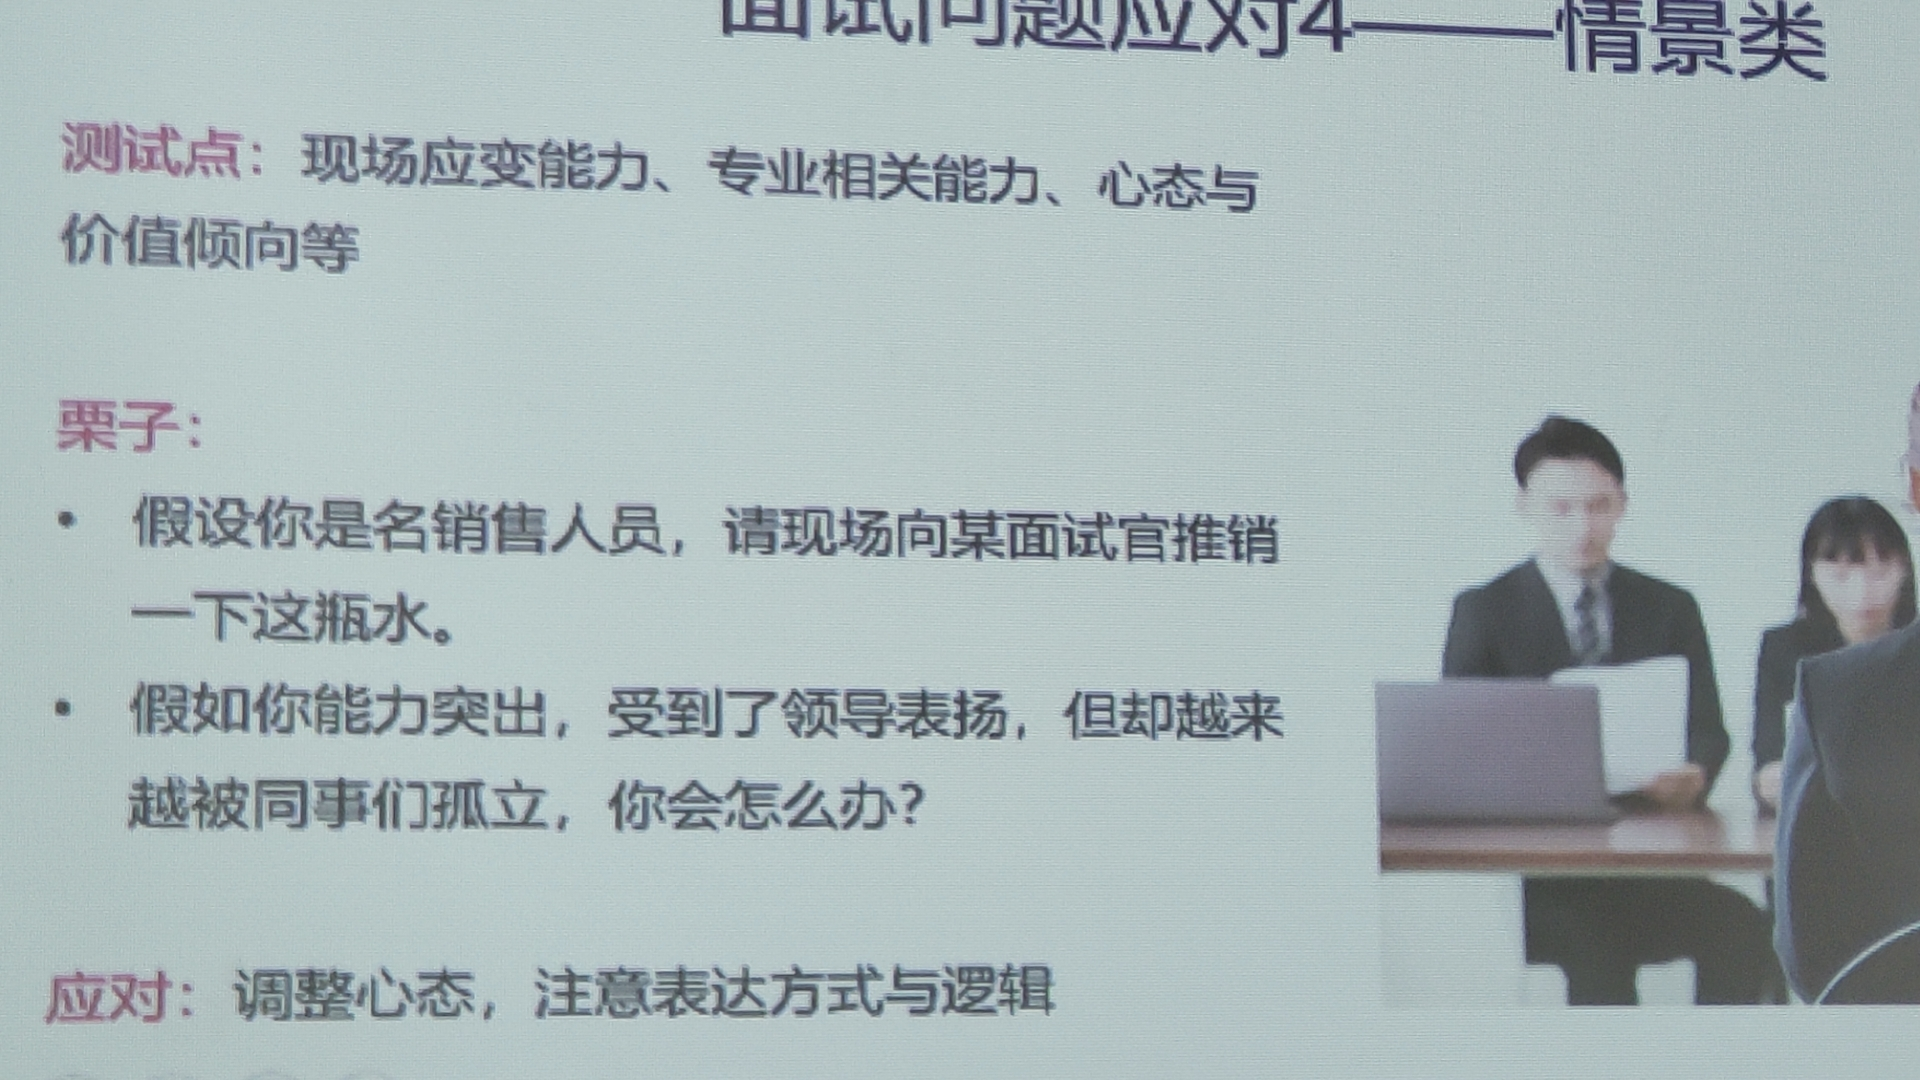 面试问题应对4——情景类
测试点：现场应变能力、专业相关能力、心态与
价值倾向等
栗子：
• 假设你是名销售人员，请现场向某面试官推销
一下这瓶水。
• 假如你能力突出，受到了领导表扬，但却越来
越被同事们孤立，你会怎么办？
应对：调整心态，注意表达方式与逻辑